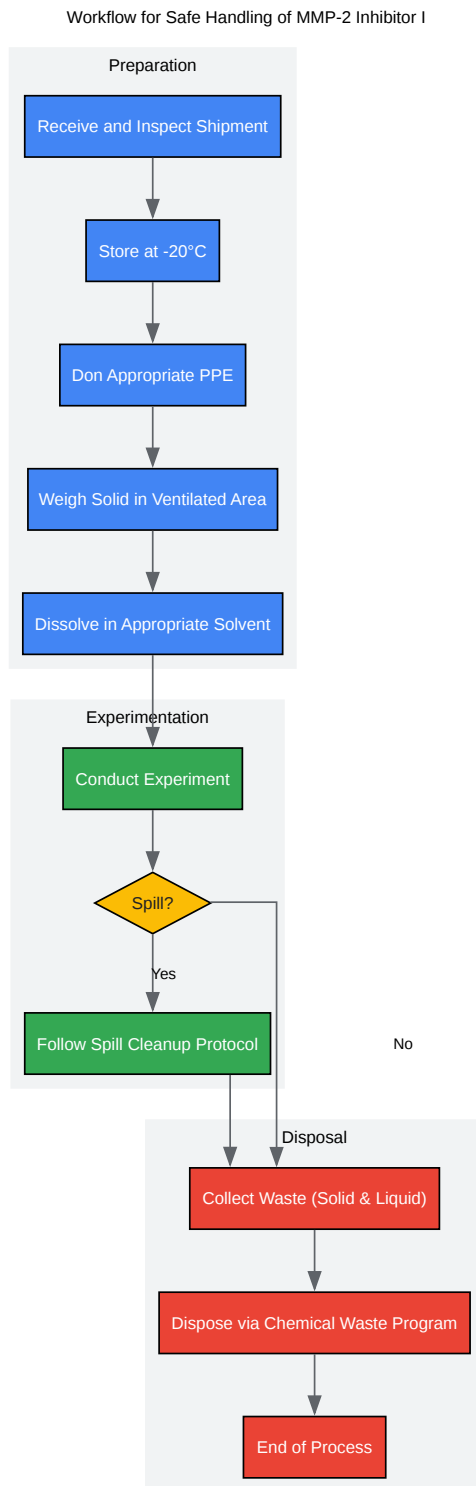 Workflow for Safe Handling of MMP-2 Inhibitor I
Preparation
Receive and Inspect Shipment
Store at -20°C
Don Appropriate PPE
Weigh Solid in Ventilated Area
Dissolve in Appropriate Solvent
Experimentation
Conduct Experiment
Spill?
Yes
Follow Spill Cleanup Protocol
No
Disposal
Collect Waste (Solid & Liquid)
Dispose via Chemical Waste Program
End of Process